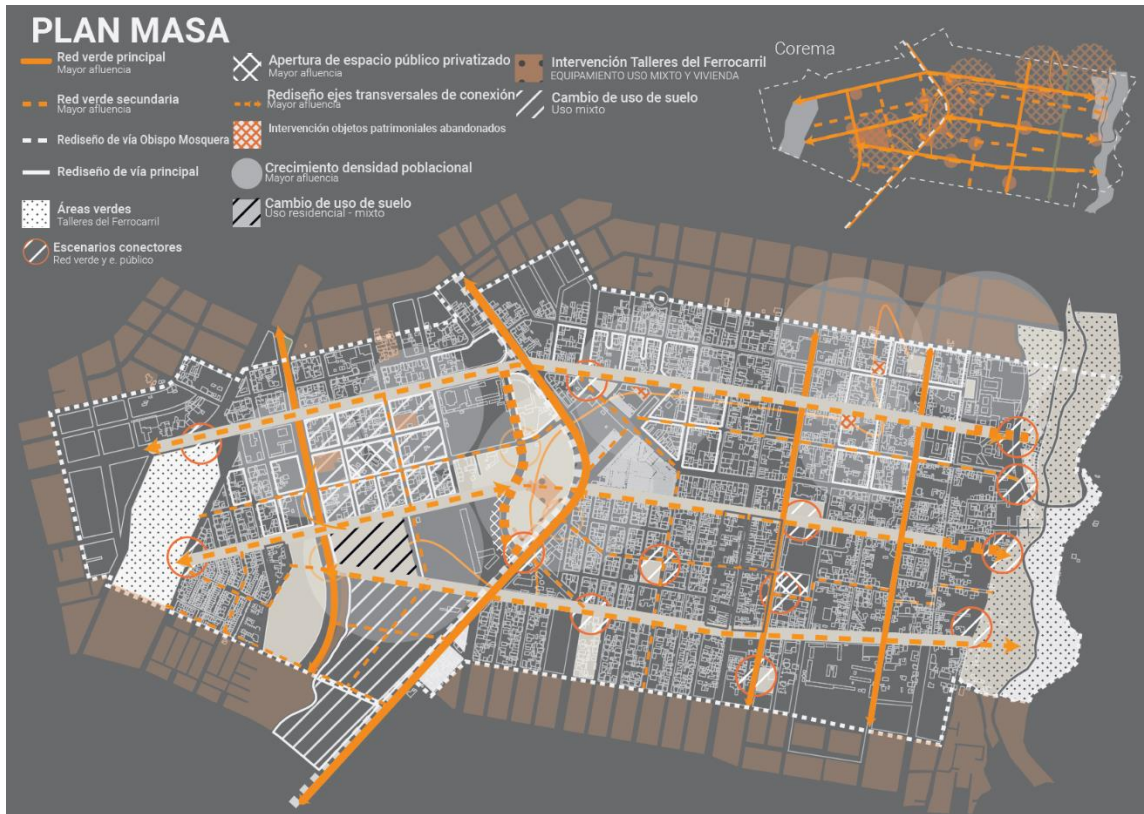 PLAN MASA
Red verde principal
Mayor afluencia
Red verde secundaria
Mayor afluencia
Rediseño de vía Obispo Mosquera
Rediseño de vía principal
Áreas verdes
Talleres del Ferrocarril
Escenarios conectores
Red verde y e. público
Apertura de espacio público privatizado
Mayor afluencia
Rediseño ejes transversales de conexión
Mayor afluencia
Intervención objetos patrimoniales abandonados
Crecimiento densidad poblacional
Mayor afluencia
Cambio de uso de suelo
Uso residencial - mixto
Intervención Talleres del Ferrocarril
EQUIPAMIENTO USO MIXTO Y VIVIENDA
Cambio de uso de suelo
Uso mixto
Corema